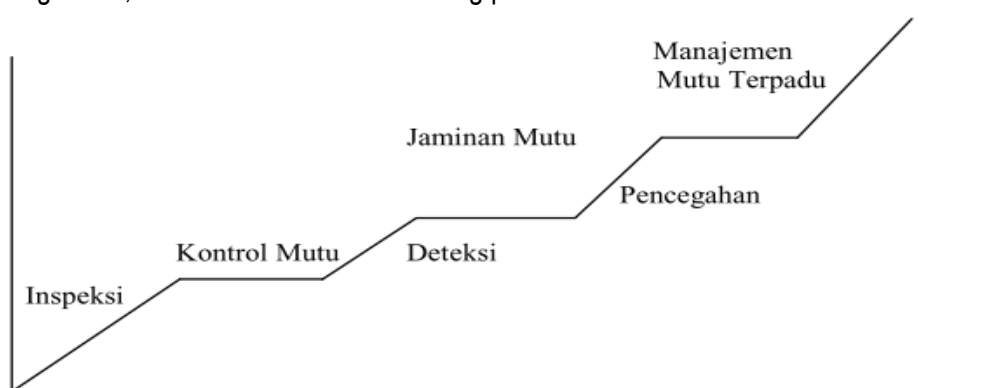 Manajemen
Mutu Terpadu
Jaminan Mutu
Pencegahan
Kontrol Mutu
Deteksi
Inspeksi